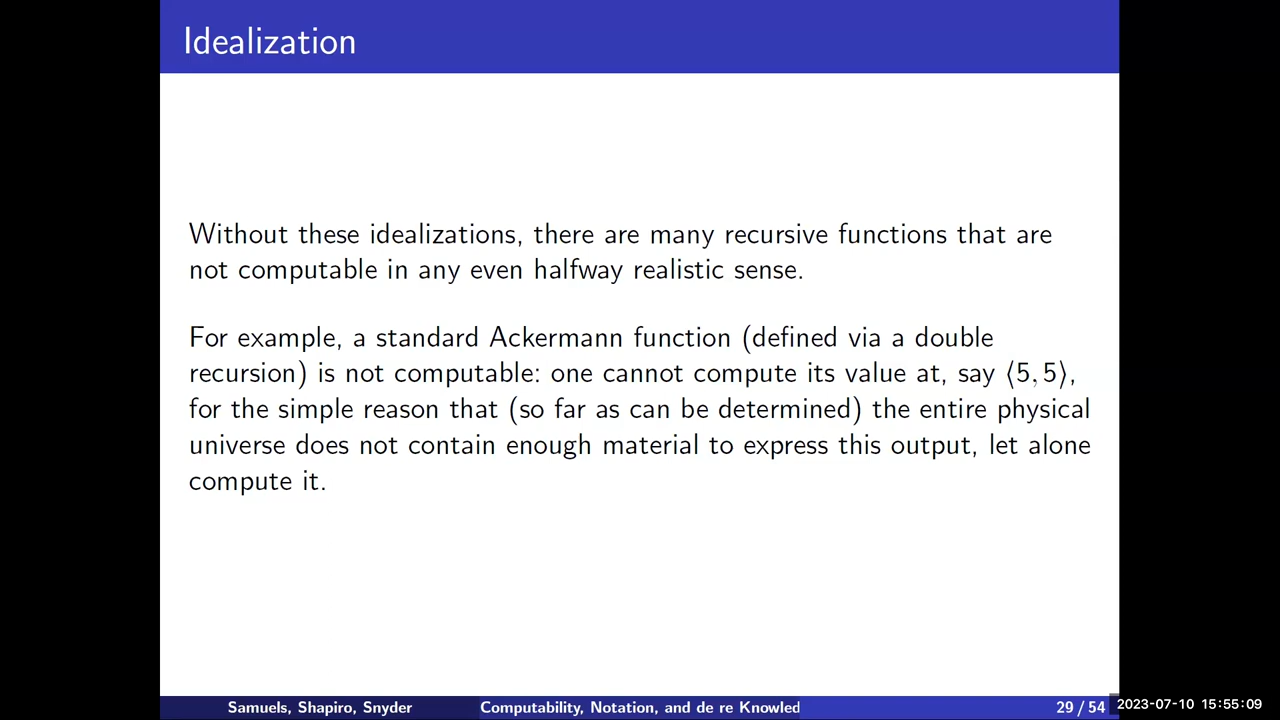 Idealization
Without these idealizations, there are many recursive functions that are
not computable in any even halfway realistic sense.
For example, a standard Ackermann function (defined via a double
recursion) is not computable: one cannot compute its value at, say ⟨5, 5⟩,
for the simple reason that (so far as can be determined) the entire physical
universe does not contain enough material to express this output, let alone
compute it.
Samuels, Shapiro, Snyder
Computability, Notation, and de re Knowled
29 / 54
2023-07-10 15:55:09